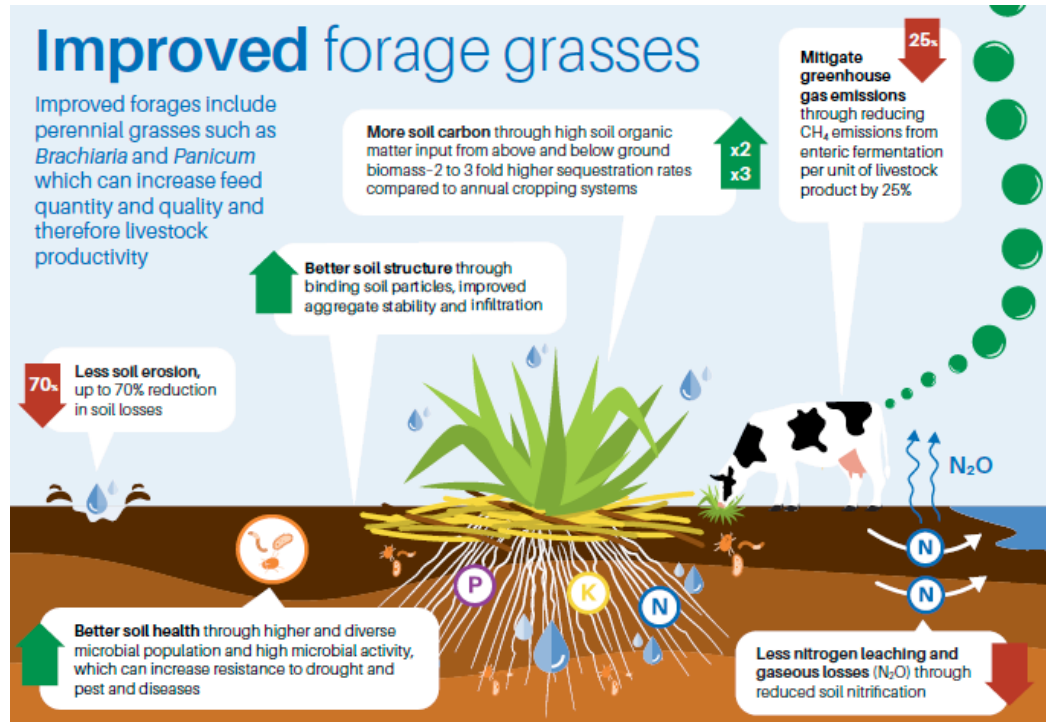 Improved forage grasses
Improved forages include
perennial grasses such as
Brachiaria and Panicum
which can increase feed
quantity and quality and
therefore livestock
productivity
More soil carbon through high soil organic
matter input from above and below ground
biomass–2 to 3 fold higher sequestration rates
compared to annual cropping systems
x2
x3
25%
Mitigate
greenhouse
gas emissions
through reducing
CH₄ emissions from
enteric fermentation
per unit of livestock
product by 25%
Better soil structure through
binding soil particles, improved
aggregate stability and infiltration
70%
Less soil erosion,
up to 70% reduction
in soil losses
N₂O
N
N
P
K
N
Better soil health through higher and diverse
microbial population and high microbial activity,
which can increase resistance to drought and
pest and diseases
Less nitrogen leaching and
gaseous losses (N₂O) through
reduced soil nitrification